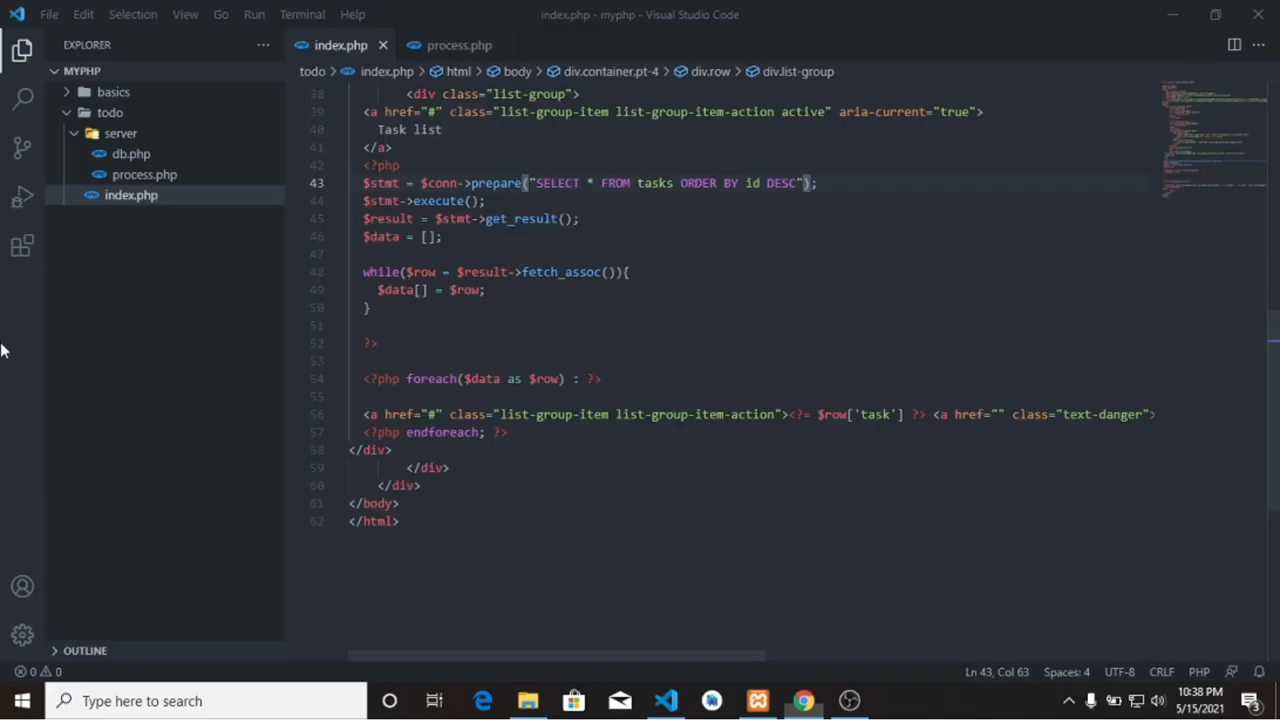 File Edit Selection View Go Run Terminal Help index.php - myphp - Visual Studio Code
EXPLORER
index.php
process.php
MYPHP
todo > index.php > html > body > div.container.pt-4 > div.row > div.list-group
basics
todo
server
db.php
process.php
index.php
38 <div class="list-group">
39 <a href="#" class="list-group-item list-group-item-action active" aria-current="true">
40 Task list
41 </a>
42 <?php
43 $stmt = $conn->prepare("SELECT * FROM tasks ORDER BY id DESC");
44 $stmt->execute();
45 $result = $stmt->get_result();
46 $data = [];
47
48 while($row = $result->fetch_assoc()){
49 $data[] = $row;
50 }
51
52 ?>
53
54 <?php foreach($data as $row) : ?>
55
56 <a href="#" class="list-group-item list-group-item-action"><?= $row['task'] ?> <a href="" class="text-danger">
57 <?php endforeach; ?>
58 </div>
59 </div>
60 </div>
61 </body>
62 </html>
OUTLINE
0 0 Ln 43, Col 63 Spaces: 4 UTF-8 CRLF PHP
Type here to search
10:38 PM
5/15/2021
3